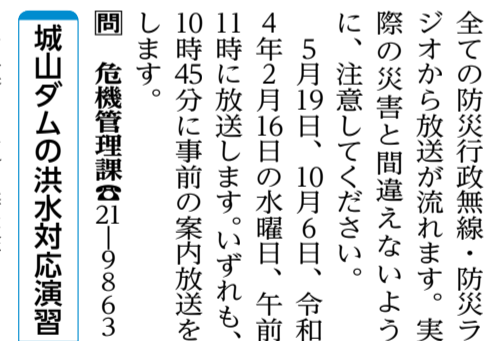 全ての防災行政無線・防災ラ
ジオから放送が流れます。実
際の災害と間違えないよう
に、注意してください。
5月19日、10月6日、令和
4年2月16日の水曜日、午前
11時に放送します。いずれも、
10時45分に事前の案内放送を
します。
問 危機管理課☎21―9863
城山ダムの洪水対応演習